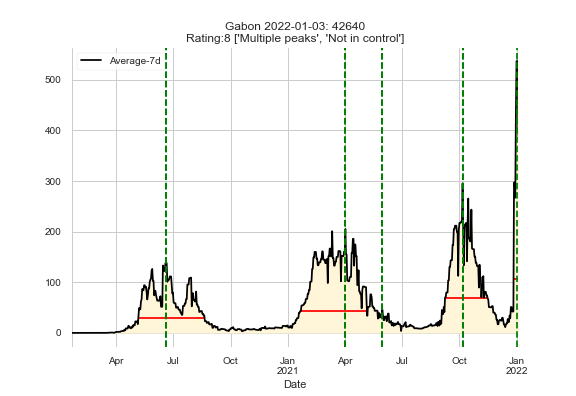 Gabon 2022-01-03: 42640
Rating:8 ['Multiple peaks', 'Not in control']
Average-7d
500
400
300
200
100
0
Apr Jul Oct Jan Apr Jul Oct Jan
2021 2022
Date